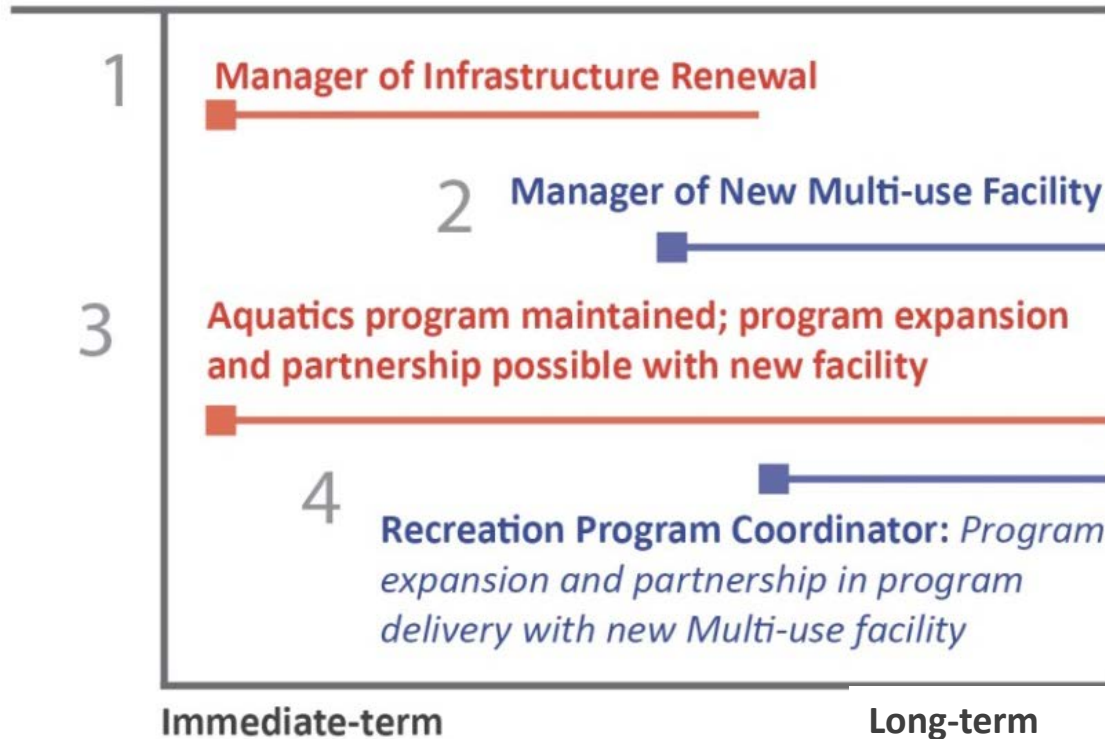 1
Manager of Infrastructure Renewal
2
Manager of New Multi-use Facility
3
Aquatics program maintained; program expansion
and partnership possible with new facility
4
Recreation Program Coordinator: Program
expansion and partnership in program
delivery with new Multi-use facility
Immediate-term
Long-term